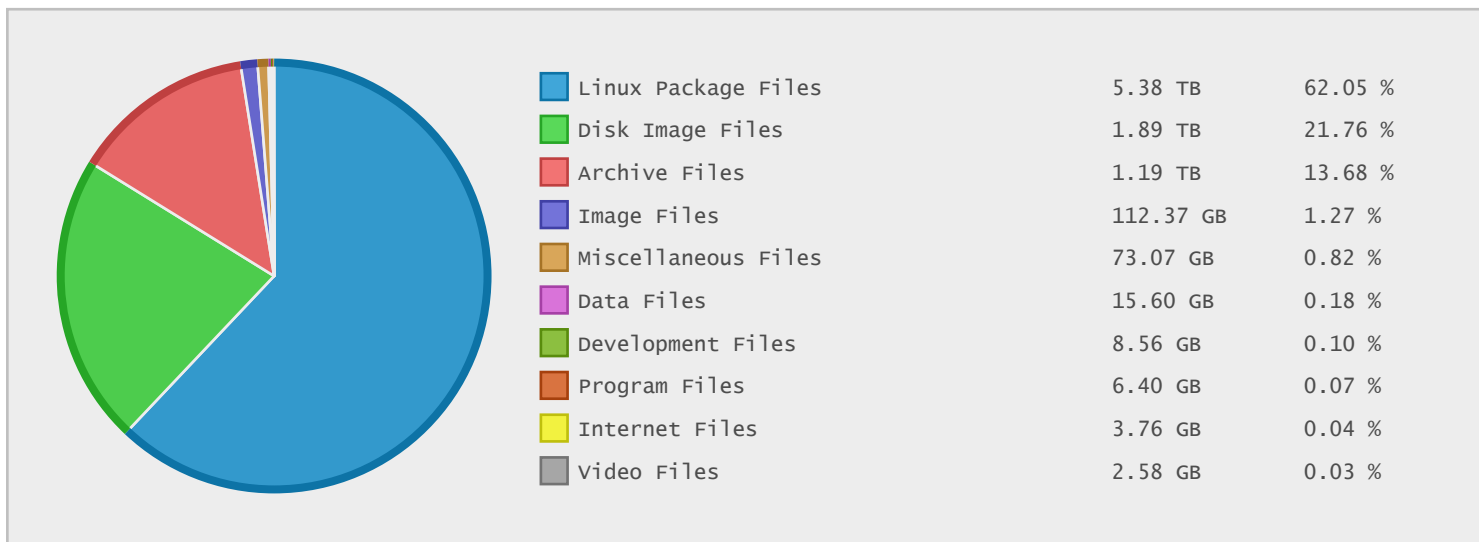 Linux Package Files 5.38 TB 62.05 %
Disk Image Files 1.89 TB 21.76 %
Archive Files 1.19 TB 13.68 %
Image Files 112.37 GB 1.27 %
Miscellaneous Files 73.07 GB 0.82 %
Data Files 15.60 GB 0.18 %
Development Files 8.56 GB 0.10 %
Program Files 6.40 GB 0.07 %
Internet Files 3.76 GB 0.04 %
Video Files 2.58 GB 0.03 %